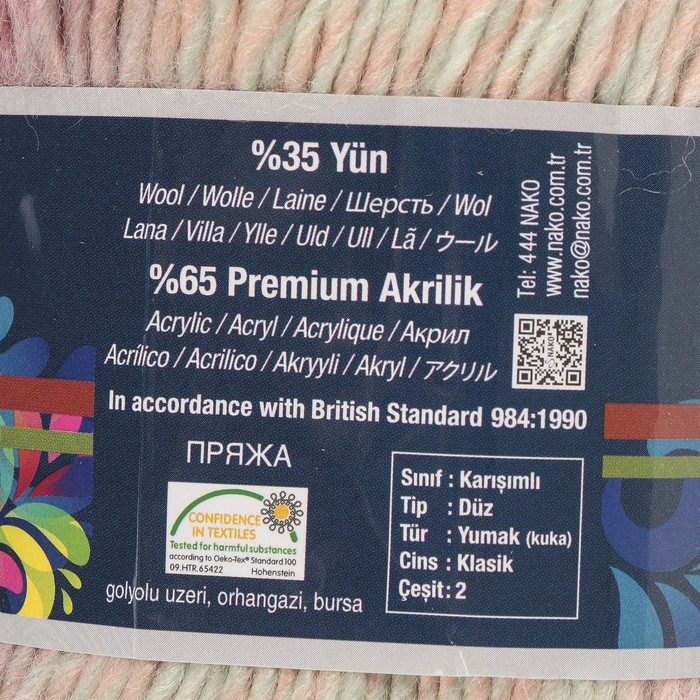 %35 Yün
Wool / Wolle / Laine / Шерсть / Wol
Lana / Villa / Ylle / Uld / Ull / Lã / ウール
%65 Premium Akrilik
Acrylic / Acryl / Acrylique / Акрил
Acrílico / Acrilico / Akryyli / Akryl / アクリル
Tel: 444 NAKO
www.nako.com.tr
nako@nako.com.tr
NAKO
In accordance with British Standard 984:1990
ПРЯЖА
CONFIDENCE
IN TEXTILES
Tested for harmful substances
according to Oeko-Tex® Standard 100
09.HTR.65422 Hohenstein
golyolu uzeri, orhangazi, bursa
Sınıf : Karışımlı
Tip : Düz
Tür : Yumak (kuka)
Cins : Klasik
Çeşit : 2